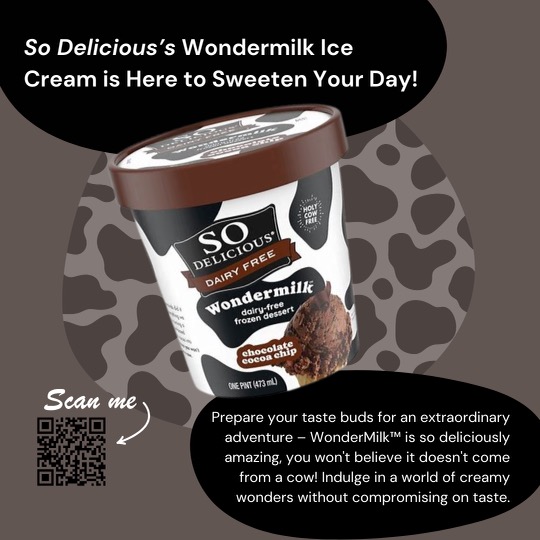 So Delicious's Wondermilk Ice
Cream is Here to Sweeten Your Day!
Wondermilk
HOLY
COW
FREE
SO
DELICIOUS®
DAIRY FREE
Wondermilk
dairy-free
frozen dessert
chocolate
cocoa chip
ONE PINT (473 mL)
Scan me
Prepare your taste buds for an extraordinary
adventure – WonderMilk™ is so deliciously
amazing, you won't believe it doesn't come
from a cow! Indulge in a world of creamy
wonders without compromising on taste.